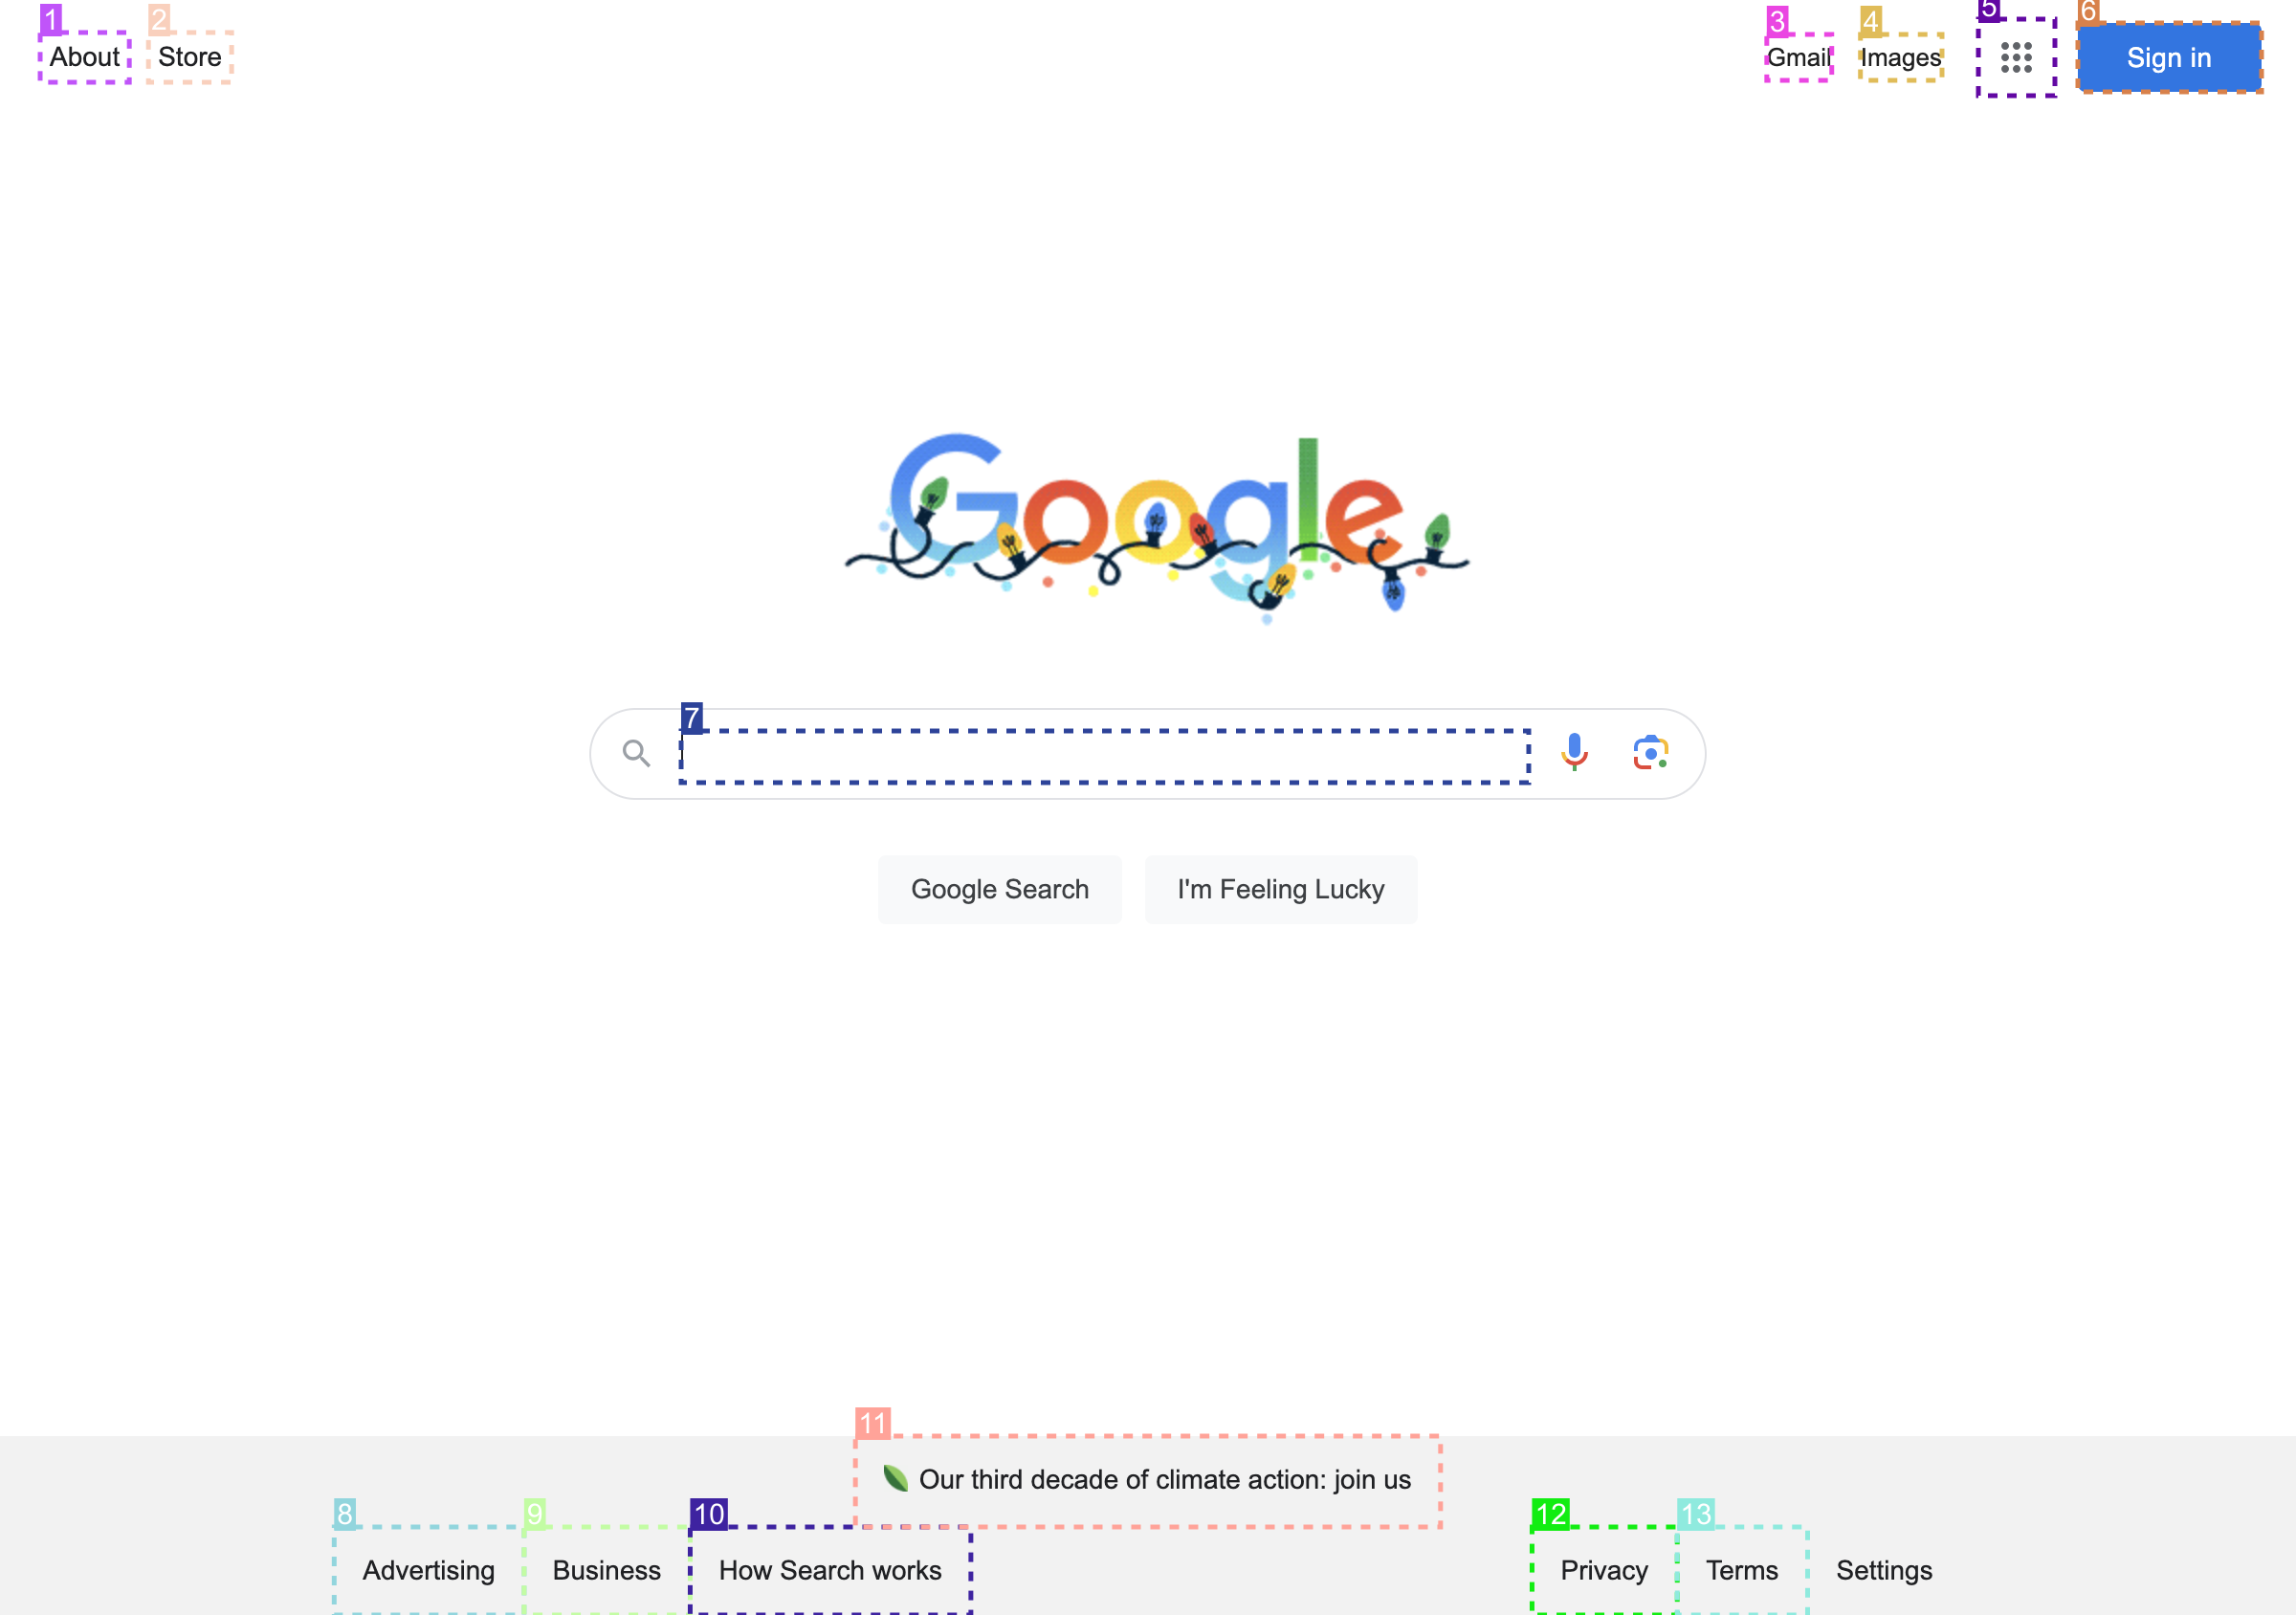 1 2 3 4 5 6
About Store Gmail Images Sign in
Google
7
Google Search I'm Feeling Lucky
11
Our third decade of climate action: join us
8 9 10 12 13
Advertising Business How Search works Privacy Terms Settings